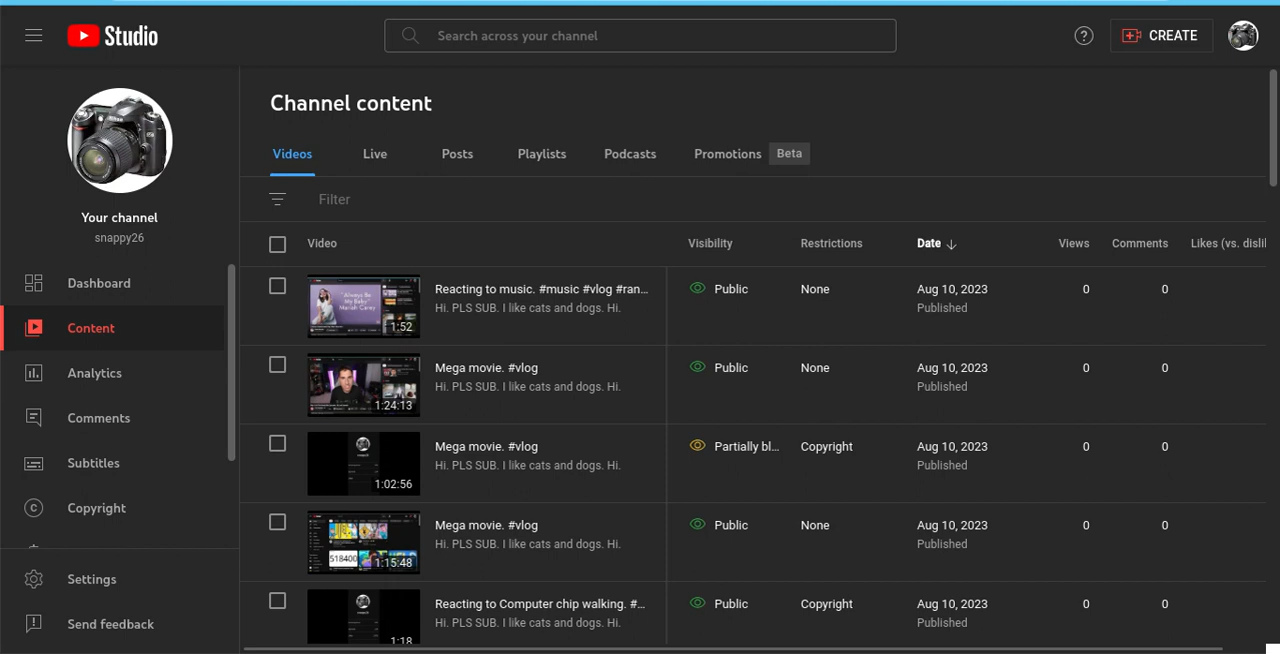 Studio
Search across your channel
?
CREATE
Your channel
snappy26
Dashboard
Content
Analytics
Comments
Subtitles
Copyright
Settings
Send feedback
Channel content
Videos Live Posts Playlists Podcasts Promotions Beta
Filter
Video Visibility Restrictions Date ↓ Views Comments Likes (vs. disli
Reacting to music. #music #vlog #ran... Public None Aug 10, 2023 0 0
Hi. PLS SUB. I like cats and dogs. Hi. Published
"Always Be
My Baby"
Mariah Carey
1:52
Mega movie. #vlog Public None Aug 10, 2023 0 0
Hi. PLS SUB. I like cats and dogs. Hi. Published
1:24:13
Mega movie. #vlog Partially bl... Copyright Aug 10, 2023 0 0
Hi. PLS SUB. I like cats and dogs. Hi. Published
1:02:56
Mega movie. #vlog Public None Aug 10, 2023 0 0
Hi. PLS SUB. I like cats and dogs. Hi. Published
518400
1:15:48
Reacting to Computer chip walking. #... Public Copyright Aug 10, 2023 0 0
Hi. PLS SUB. I like cats and dogs. Hi. Published
1:18